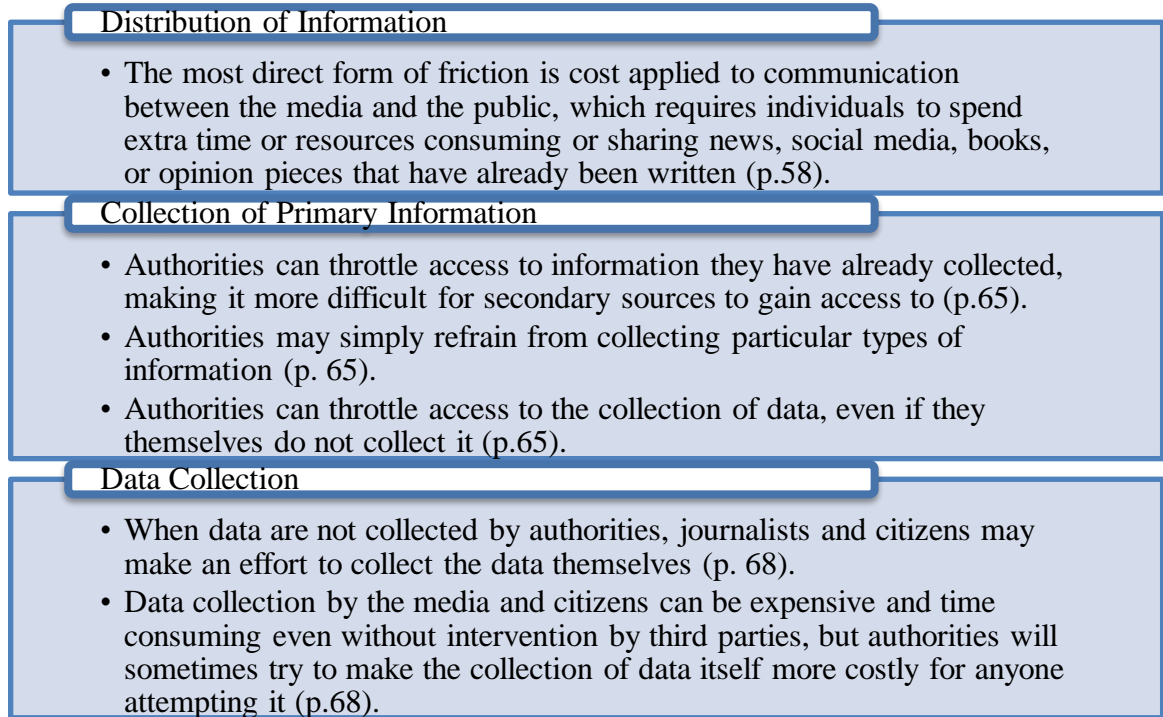 Distribution of Information
• The most direct form of friction is cost applied to communication
between the media and the public, which requires individuals to spend
extra time or resources consuming or sharing news, social media, books,
or opinion pieces that have already been written (p.58).
Collection of Primary Information
• Authorities can throttle access to information they have already collected,
making it more difficult for secondary sources to gain access to (p.65).
• Authorities may simply refrain from collecting particular types of
information (p. 65).
• Authorities can throttle access to the collection of data, even if they
themselves do not collect it (p.65).
Data Collection
• When data are not collected by authorities, journalists and citizens may
make an effort to collect the data themselves (p. 68).
• Data collection by the media and citizens can be expensive and time
consuming even without intervention by third parties, but authorities will
sometimes try to make the collection of data itself more costly for anyone
attempting it (p.68).